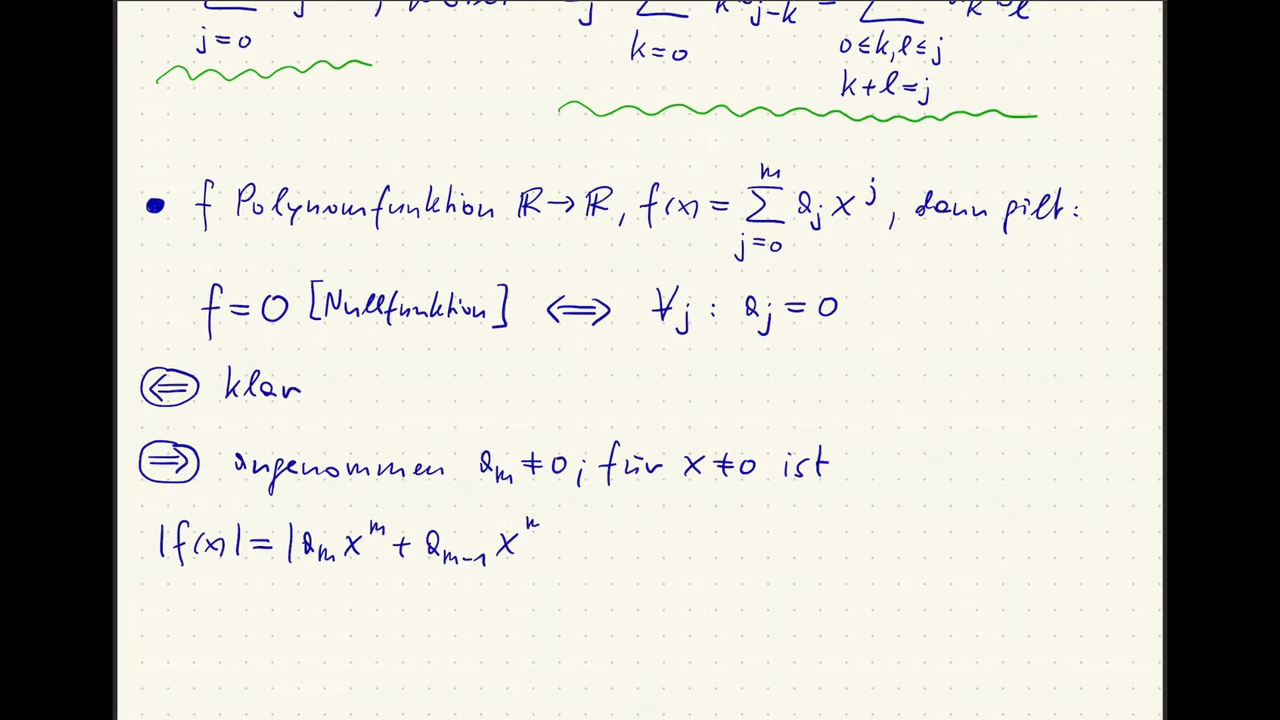 j=0 k=0 0≤k,l≤j
k+l=j
• f Polynomfunktion ℝ→ℝ, f(x) = ∑_{j=0}^{m} a_j x^j, dann gilt:
f=0 [Nullfunktion] ⟺ ∀j: a_j = 0
⇐ klar
⇒ angenommen a_m ≠ 0; für x≠0 ist
|f(x)| = |a_m x^m + a_{m-1} x^m